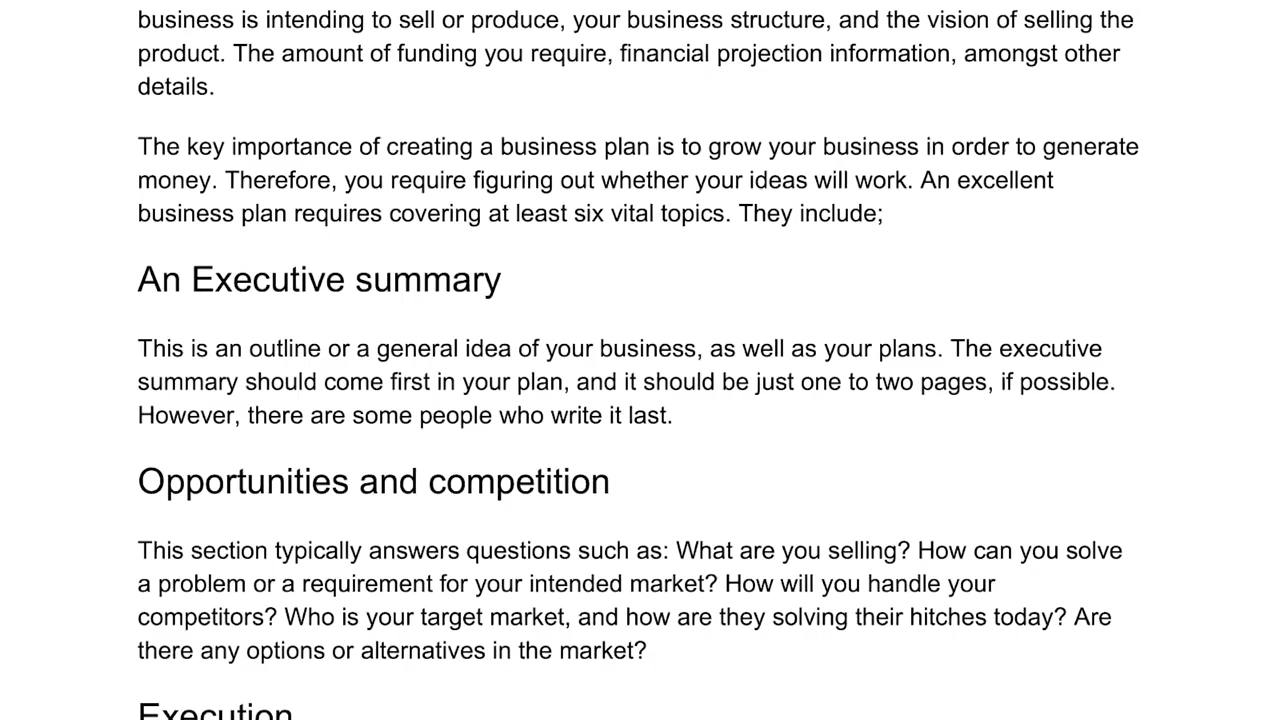 business is intending to sell or produce, your business structure, and the vision of selling the
product. The amount of funding you require, financial projection information, amongst other
details.
The key importance of creating a business plan is to grow your business in order to generate
money. Therefore, you require figuring out whether your ideas will work. An excellent
business plan requires covering at least six vital topics. They include;
An Executive summary
This is an outline or a general idea of your business, as well as your plans. The executive
summary should come first in your plan, and it should be just one to two pages, if possible.
However, there are some people who write it last.
Opportunities and competition
This section typically answers questions such as: What are you selling? How can you solve
a problem or a requirement for your intended market? How will you handle your
competitors? Who is your target market, and how are they solving their hitches today? Are
there any options or alternatives in the market?
Execution